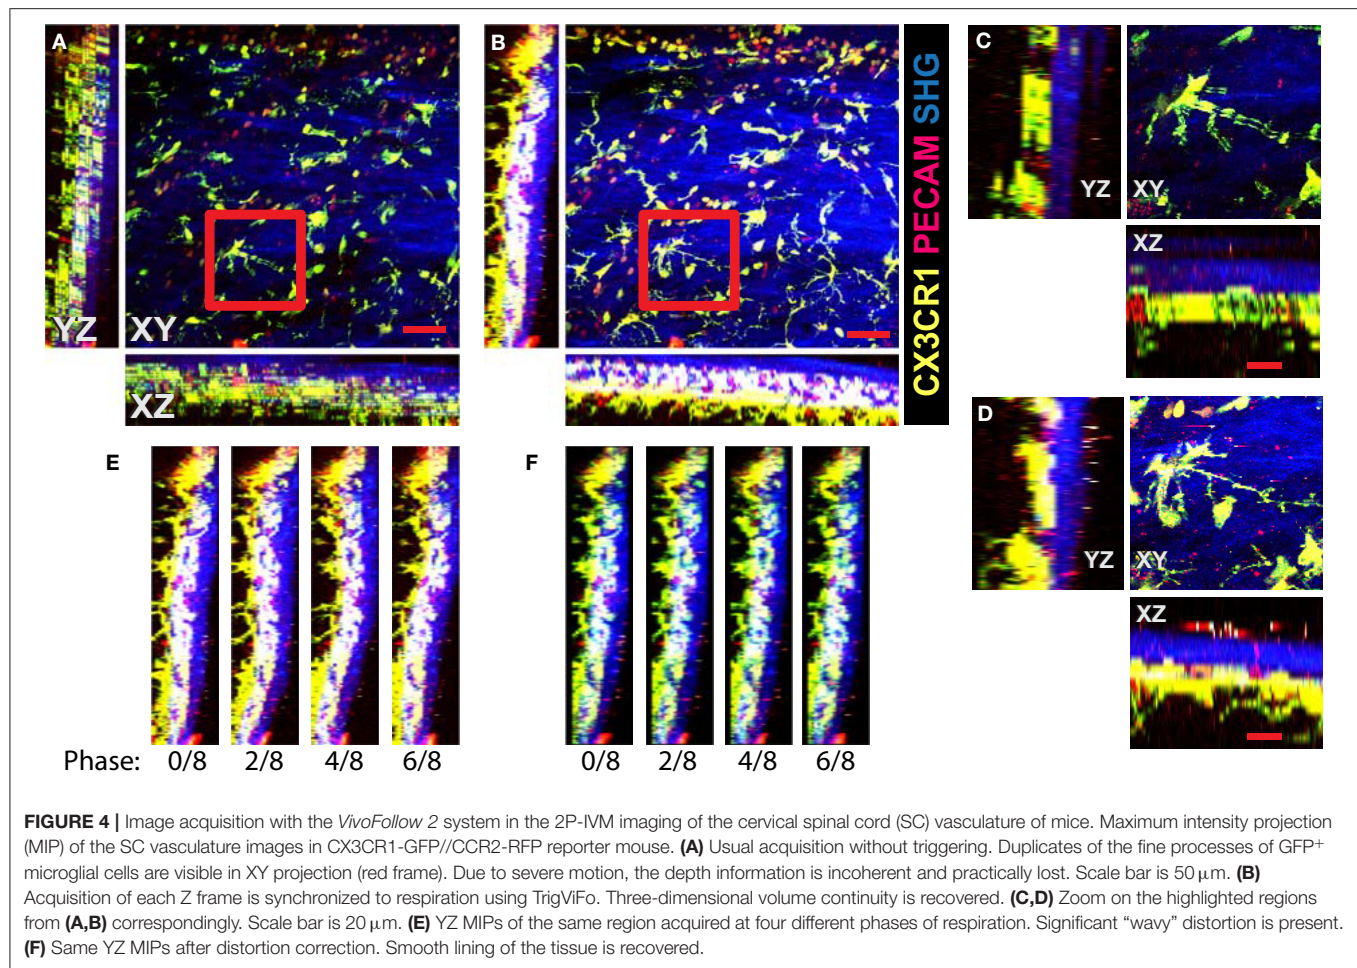 A
YZ
XY
XZ
B
CX3CR1 PECAM SHG
C
YZ
XY
XZ
D
YZ
XY
XZ
E
Phase: 0/8 2/8 4/8 6/8
F
0/8 2/8 4/8 6/8
FIGURE 4 | Image acquisition with the VivoFollow 2 system in the 2P-IVM imaging of the cervical spinal cord (SC) vasculature of mice. Maximum intensity projection
(MIP) of the SC vasculature images in CX3CR1-GFP//CCR2-RFP reporter mouse. (A) Usual acquisition without triggering. Duplicates of the fine processes of GFP⁺
microglial cells are visible in XY projection (red frame). Due to severe motion, the depth information is incoherent and practically lost. Scale bar is 50 μm. (B)
Acquisition of each Z frame is synchronized to respiration using TrigViFo. Three-dimensional volume continuity is recovered. (C,D) Zoom on the highlighted regions
from (A,B) correspondingly. Scale bar is 20 μm. (E) YZ MIPs of the same region acquired at four different phases of respiration. Significant “wavy” distortion is present.
(F) Same YZ MIPs after distortion correction. Smooth lining of the tissue is recovered.